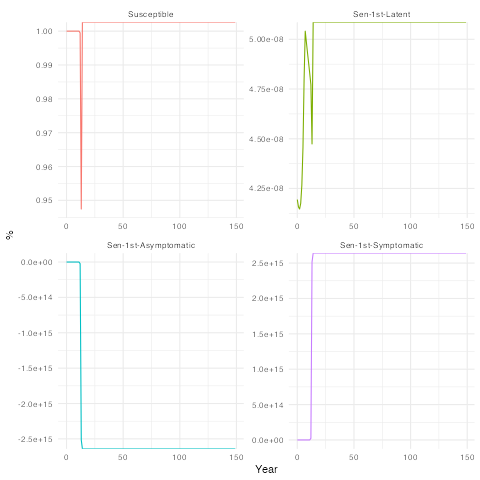 Susceptible
Sen-1st-Latent
1.00
0.99
0.98
0.97
0.96
0.95
5.00e-08
4.75e-08
4.50e-08
4.25e-08
0 50 100 150
0 50 100 150
%
Sen-1st-Asymptomatic
Sen-1st-Symptomatic
0.0e+00
-5.0e+14
-1.0e+15
-1.5e+15
-2.0e+15
-2.5e+15
2.5e+15
2.0e+15
1.5e+15
1.0e+15
5.0e+14
0.0e+00
0 50 100 150
0 50 100 150
Year